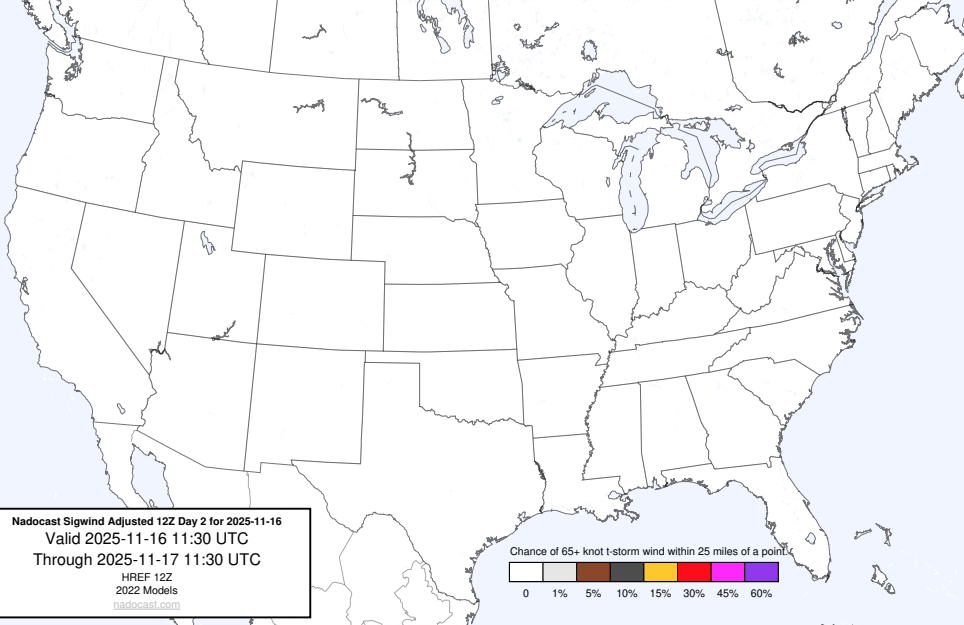 Nadocast Sigwind Adjusted 12Z Day 2 for 2025-11-16
Valid 2025-11-16 11:30 UTC
Through 2025-11-17 11:30 UTC
HREF 12Z
2022 Models
nadocast.com
Chance of 65+ knot t-storm wind within 25 miles of a point.
0 1% 5% 10% 15% 30% 45% 60%